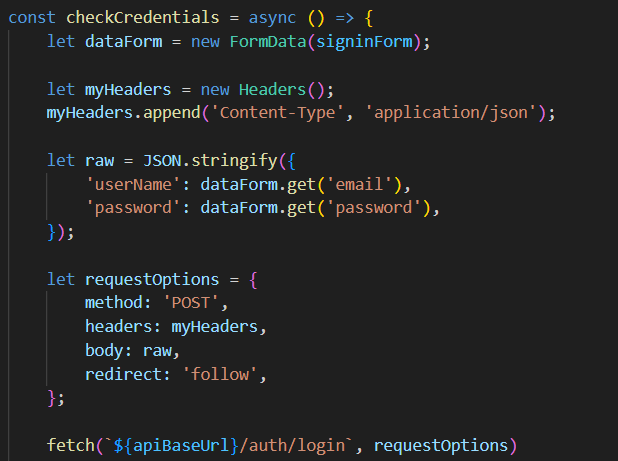 const checkCredentials = async () => {
    let dataForm = new FormData(signinForm);

    let myHeaders = new Headers();
    myHeaders.append('Content-Type', 'application/json');

    let raw = JSON.stringify({
        'userName': dataForm.get('email'),
        'password': dataForm.get('password'),
    });

    let requestOptions = {
        method: 'POST',
        headers: myHeaders,
        body: raw,
        redirect: 'follow',
    };

    fetch(`${apiBaseUrl}/auth/login`, requestOptions)